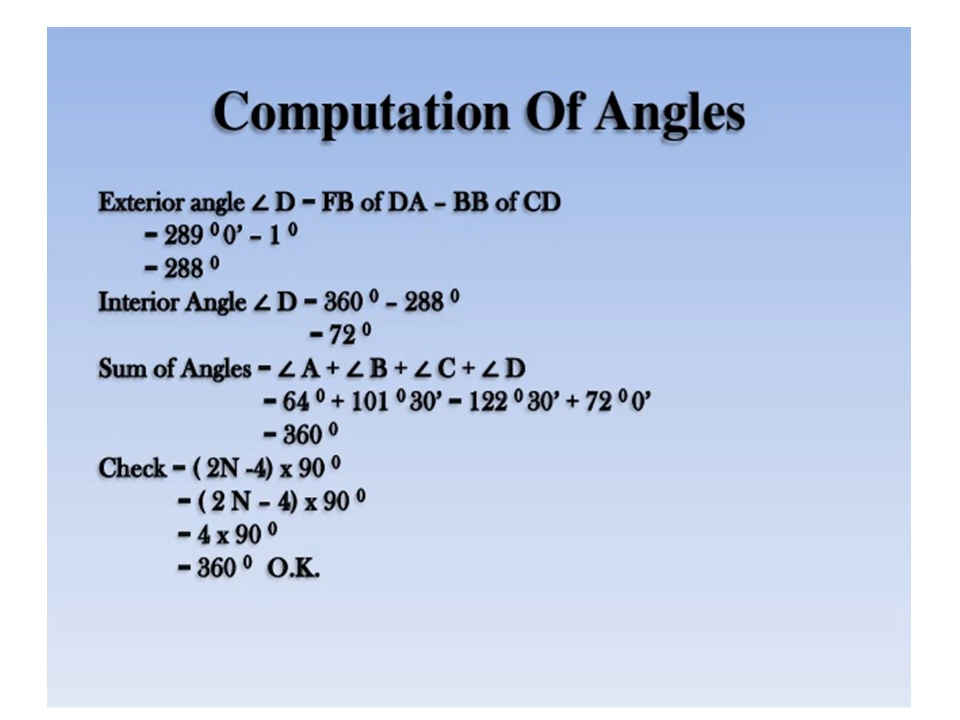 Computation Of Angles
Exterior angle ∠ D = FB of DA – BB of CD
= 289 ⁰ 0’ – 1 ⁰
= 288 ⁰
Interior Angle ∠ D = 360 ⁰ – 288 ⁰
= 72 ⁰
Sum of Angles = ∠ A + ∠ B + ∠ C + ∠ D
= 64 ⁰ + 101 ⁰ 30’ = 122 ⁰ 30’ + 72 ⁰ 0’
= 360 ⁰
Check = ( 2N -4) x 90 ⁰
= ( 2 N – 4) x 90 ⁰
= 4 x 90 ⁰
= 360 ⁰ O.K.